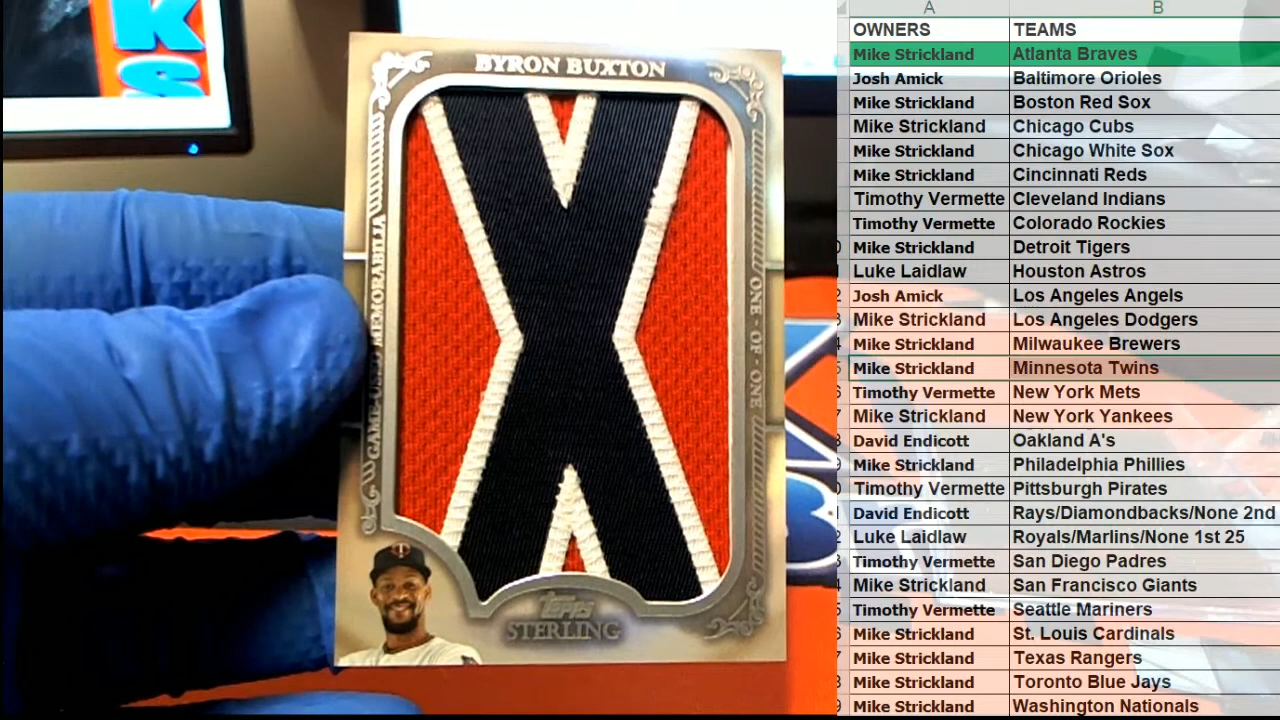 KS
BYRON BUXTON
GAME-USED MEMORABILIA
ONE - OF - ONE
X
Topps
STERLING
A B
OWNERS TEAMS
Mike Strickland Atlanta Braves
Josh Amick Baltimore Orioles
Mike Strickland Boston Red Sox
Mike Strickland Chicago Cubs
Mike Strickland Chicago White Sox
Mike Strickland Cincinnati Reds
Timothy Vermette Cleveland Indians
Timothy Vermette Colorado Rockies
Mike Strickland Detroit Tigers
Luke Laidlaw Houston Astros
Josh Amick Los Angeles Angels
Mike Strickland Los Angeles Dodgers
Mike Strickland Milwaukee Brewers
Mike Strickland Minnesota Twins
Timothy Vermette New York Mets
Mike Strickland New York Yankees
David Endicott Oakland A's
Mike Strickland Philadelphia Phillies
Timothy Vermette Pittsburgh Pirates
David Endicott Rays/Diamondbacks/None 2nd
Luke Laidlaw Royals/Marlins/None 1st 25
Timothy Vermette San Diego Padres
Mike Strickland San Francisco Giants
Timothy Vermette Seattle Mariners
Mike Strickland St. Louis Cardinals
Mike Strickland Texas Rangers
Mike Strickland Toronto Blue Jays
Mike Strickland Washington Nationals